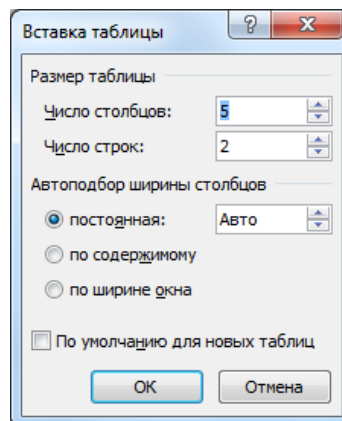 Вставка таблицы
Размер таблицы
Число столбцов: 5
Число строк: 2
Автоподбор ширины столбцов
постоянная: Авто
по содержимому
по ширине окна
По умолчанию для новых таблиц
ОК Отмена